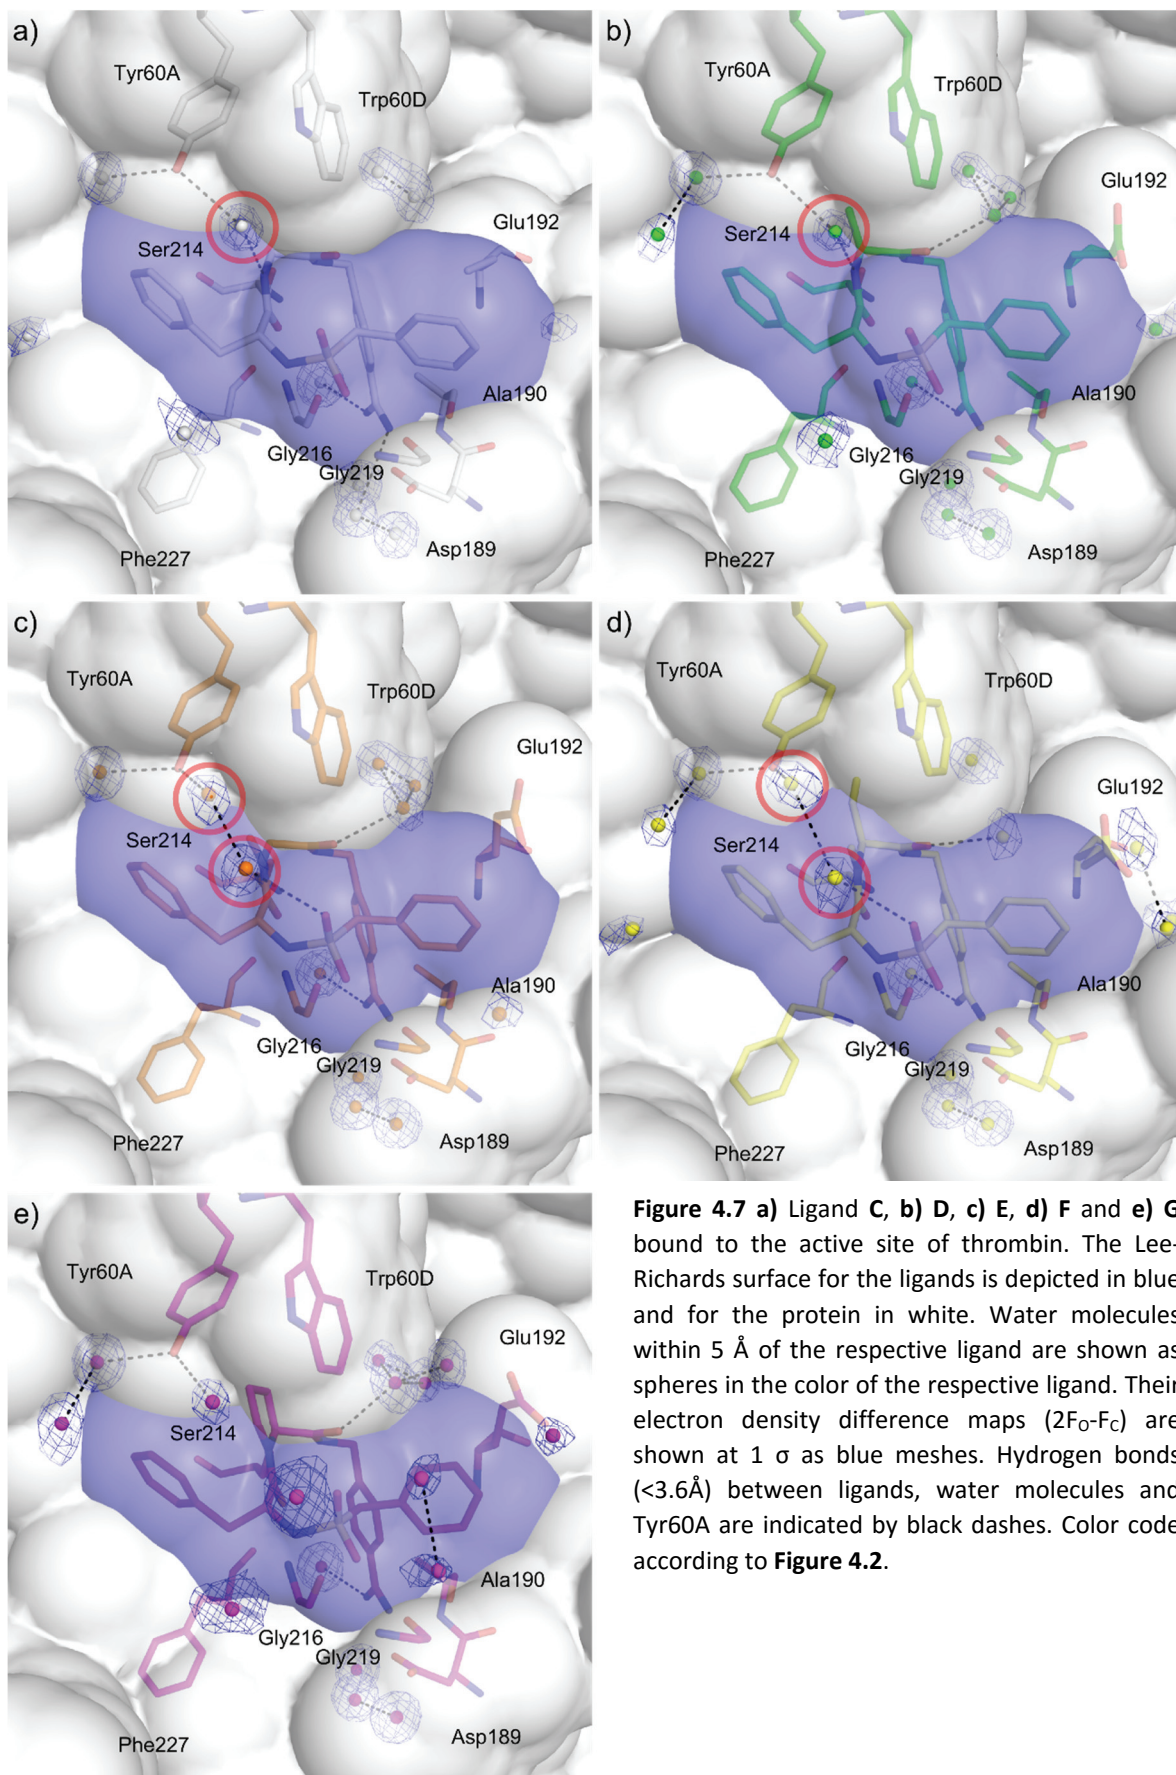 a)
Tyr60A
Trp60D
Glu192
Ser214
Ala190
Gly216
Gly219
Asp189
Phe227
b)
Tyr60A
Trp60D
Glu192
Ser214
Ala190
Gly216
Gly219
Asp189
Phe227
c)
Tyr60A
Trp60D
Glu192
Ser214
Ala190
Gly216
Gly219
Asp189
Phe227
d)
Tyr60A
Trp60D
Glu192
Ser214
Ala190
Gly216
Gly219
Asp189
Phe227
e)
Tyr60A
Trp60D
Glu192
Ser214
Ala190
Gly216
Gly219
Asp189
Phe227
Figure 4.7 a) Ligand C, b) D, c) E, d) F and e) G
bound to the active site of thrombin. The Lee-
Richards surface for the ligands is depicted in blue
and for the protein in white. Water molecules
within 5 Å of the respective ligand are shown as
spheres in the color of the respective ligand. Their
electron density difference maps (2FO-FC) are
shown at 1 σ as blue meshes. Hydrogen bonds
(<3.6Å) between ligands, water molecules and
Tyr60A are indicated by black dashes. Color code
according to Figure 4.2.